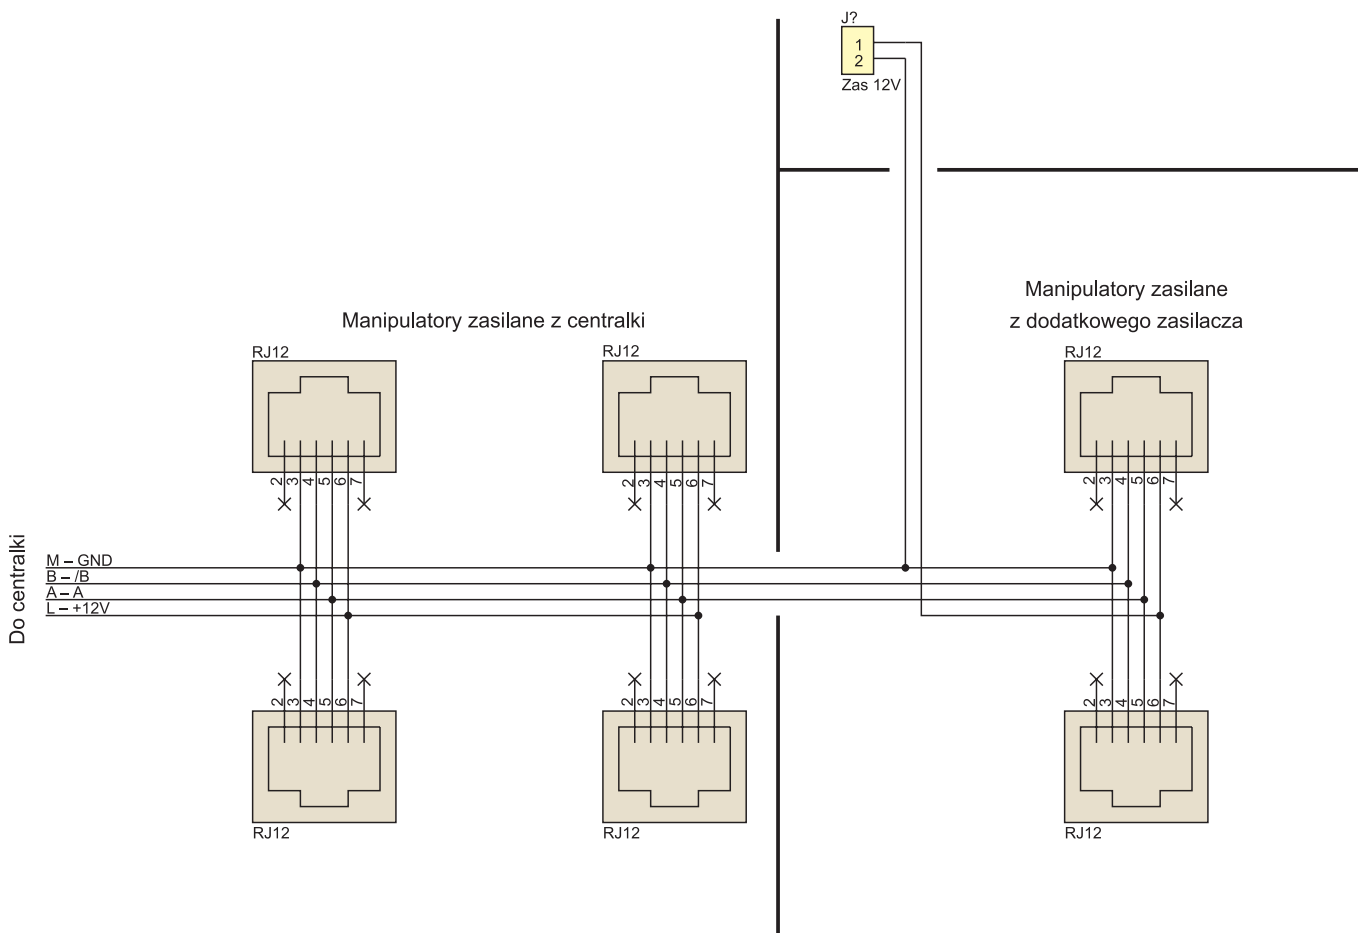 J?
1
2
Zas 12V
Manipulatory zasilane
z dodatkowego zasilacza
Manipulatory zasilane z centralki
RJ12
RJ12
RJ12
2 3 4 5 6 7
2 3 4 5 6 7
2 3 4 5 6 7
Do centralki
M – GND
B – /B
A – A
L – +12V
2 3 4 5 6 7
2 3 4 5 6 7
2 3 4 5 6 7
RJ12
RJ12
RJ12